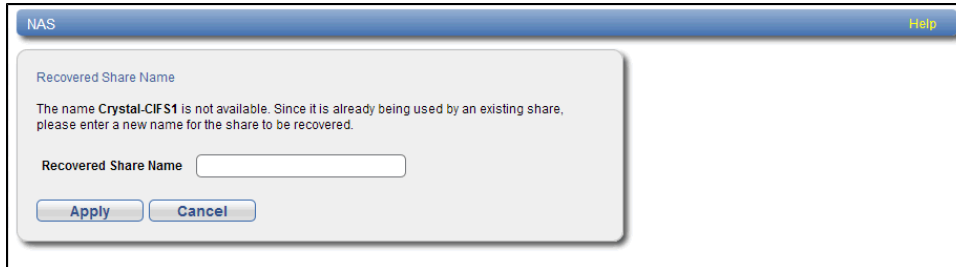 NAS Help
Recovered Share Name
The name Crystal-CIFS1 is not available. Since it is already being used by an existing share,
please enter a new name for the share to be recovered.
Recovered Share Name
Apply Cancel